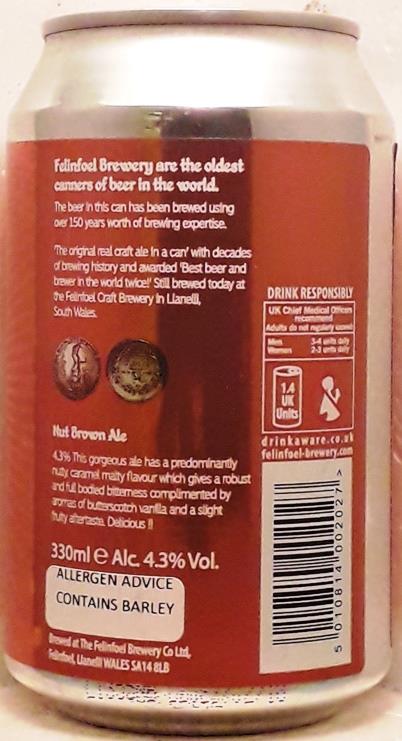 Felinfoel Brewery are the oldest
canners of beer in the world.
The beer in this can has been brewed using
over 150 years worth of brewing expertise.
'The original real craft ale in a can' with decades
of brewing history and awarded 'Best beer and
brewer in the world twice!' Still brewed today at
the Felinfoel Craft Brewery in Llanelli,
South Wales.
Nut Brown Ale
4.3% This gorgeous ale has a predominantly
nutty, caramel malty flavour which gives a robust
and full bodied bitterness complimented by
aromas of butterscotch vanilla and a slight
fruity aftertaste. Delicious !!
330ml e Alc. 4.3% Vol.
ALLERGEN ADVICE
CONTAINS BARLEY
Brewed at The Felinfoel Brewery Co Ltd,
Felinfoel, Llanelli WALES SA14 8LB
DRINK RESPONSIBLY
UK Chief Medical Officers
recommend
Adults do not regularly exceed
Men 3-4 units daily
Women 2-3 units daily
1.4
UK
Units
drinkaware.co.uk
felinfoel-brewery.com
5 010814 002027 >